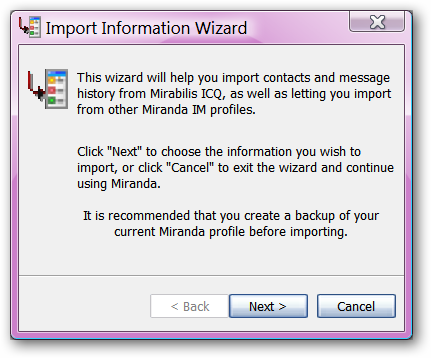 Import Information Wizard
This wizard will help you import contacts and message
history from Mirabilis ICQ, as well as letting you import
from other Miranda IM profiles.
Click "Next" to choose the information you wish to
import, or click "Cancel" to exit the wizard and continue
using Miranda.
It is recommended that you create a backup of your
current Miranda profile before importing.
< Back Next > Cancel